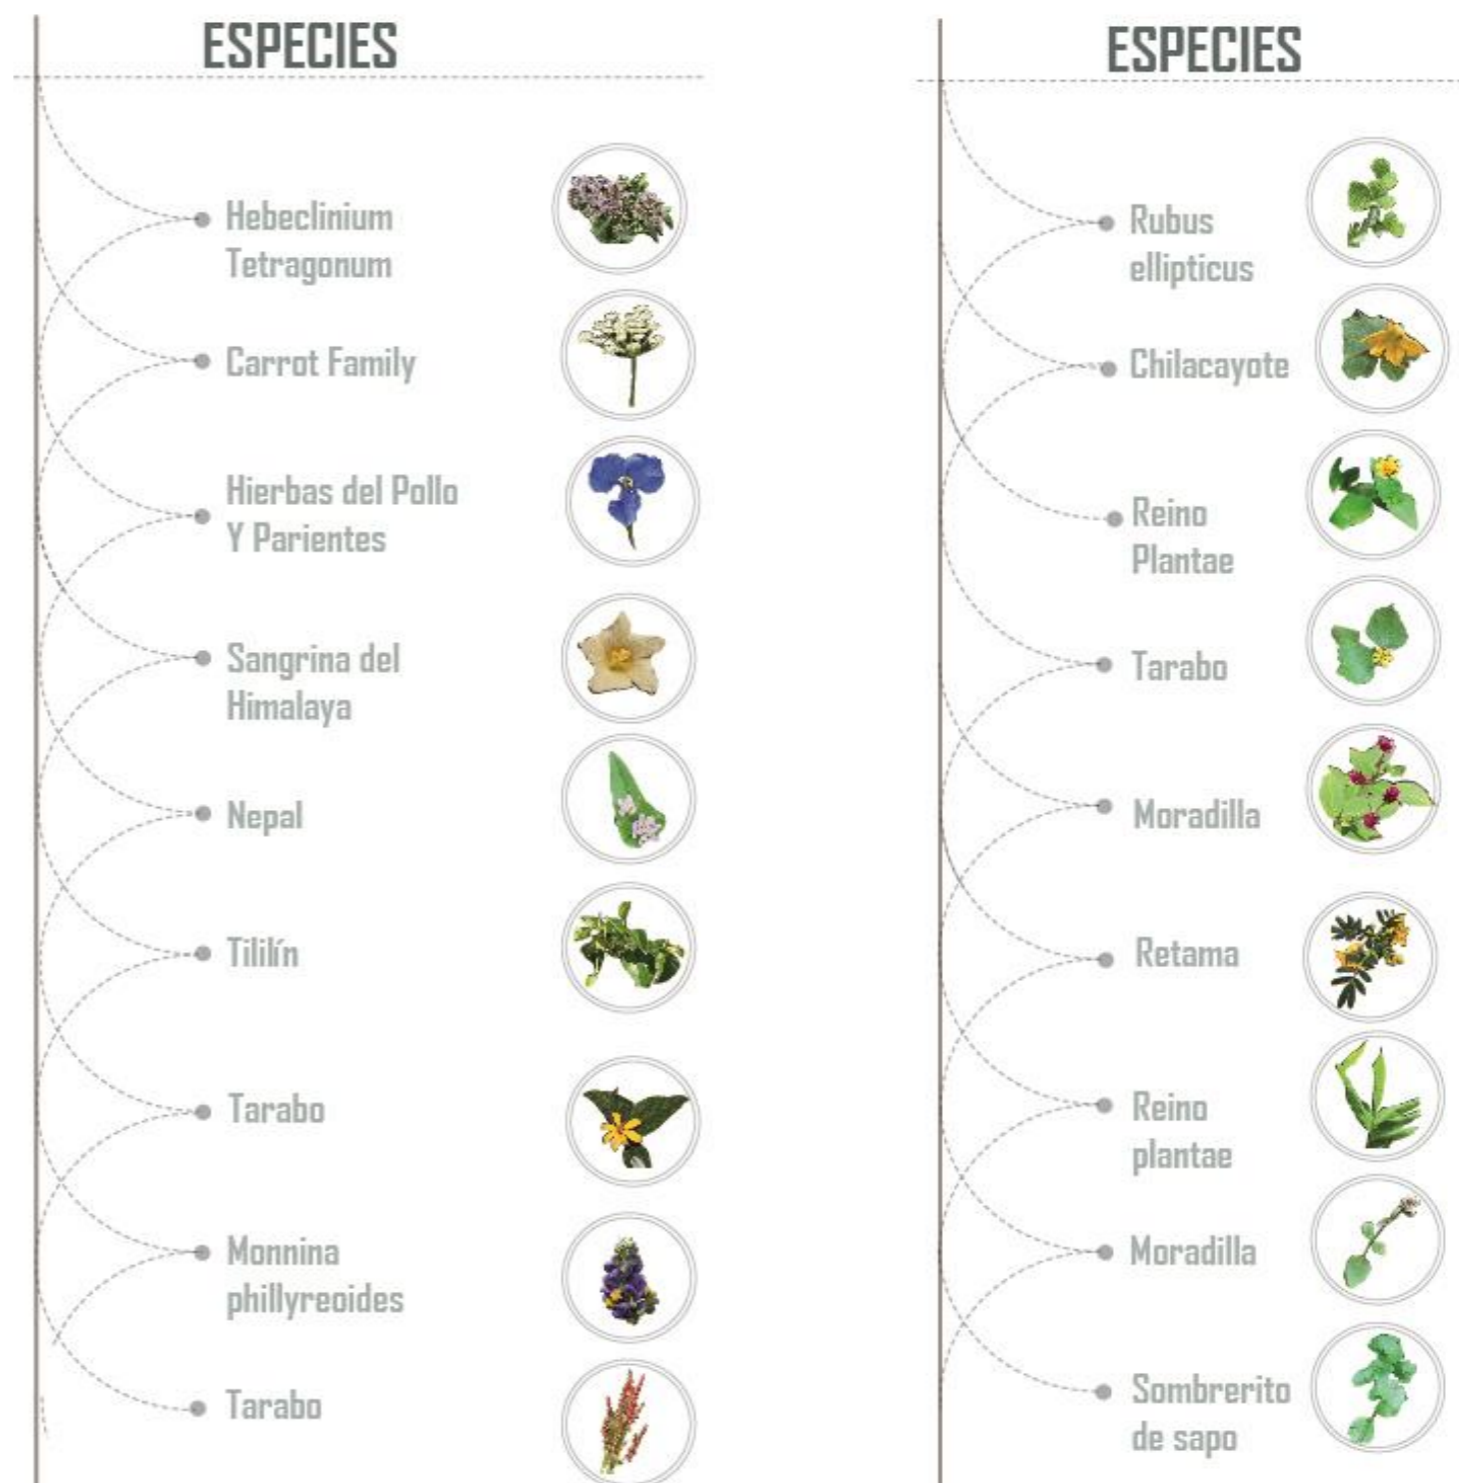 ESPECIES
Hebeclinium
Tetragonum
Carrot Family
Hierbas del Pollo
Y Parientes
Sangrina del
Himalaya
Nepal
Tililín
Tarabo
Monnina
phillyreoides
Tarabo
ESPECIES
Rubus
ellipticus
Chilacayote
Reino
Plantae
Tarabo
Moradilla
Retama
Reino
plantae
Moradilla
Sombrerito
de sapo